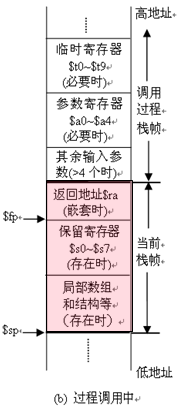 高地址
临时寄存器
$t0~$t9
(必要时)
参数寄存器
$a0~$a4
(必要时)
其余输入参
数(>4 个时)
调用
过程
栈帧
返回地址$ra
(嵌套时)
$fp
保留寄存器
$s0~$s7
(存在时)
局部数组
和结构等
（存在时）
当前
栈帧
$sp
低地址
(b) 过程调用中